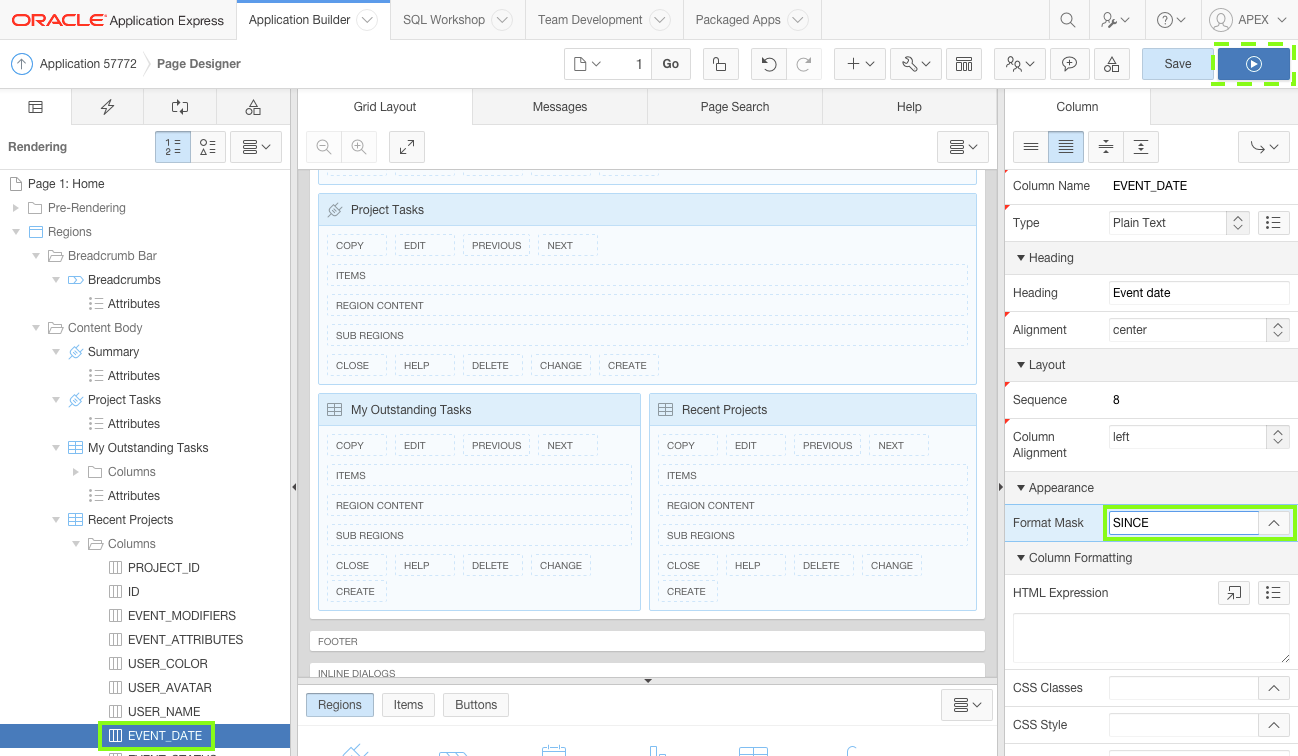 ORACLE Application Express
Application Builder
SQL Workshop
Team Development
Packaged Apps
APEX
Application 57772
Page Designer
1
Go
Save
Grid Layout
Messages
Page Search
Help
Column
Rendering
Page 1: Home
Pre-Rendering
Regions
Breadcrumb Bar
Breadcrumbs
Attributes
Content Body
Summary
Attributes
Project Tasks
Attributes
My Outstanding Tasks
Columns
Attributes
Recent Projects
Columns
PROJECT_ID
ID
EVENT_MODIFIERS
EVENT_ATTRIBUTES
USER_COLOR
USER_AVATAR
USER_NAME
EVENT_DATE
Project Tasks
COPY EDIT PREVIOUS NEXT
ITEMS
REGION CONTENT
SUB REGIONS
CLOSE HELP DELETE CHANGE CREATE
My Outstanding Tasks
COPY EDIT PREVIOUS NEXT
ITEMS
REGION CONTENT
SUB REGIONS
CLOSE HELP DELETE CHANGE
CREATE
Recent Projects
COPY EDIT PREVIOUS NEXT
ITEMS
REGION CONTENT
SUB REGIONS
CLOSE HELP DELETE CHANGE
CREATE
FOOTER
INLINE DIALOGS
Regions
Items
Buttons
Column Name EVENT_DATE
Type Plain Text
Heading
Heading Event date
Alignment center
Layout
Sequence 8
Column
Alignment left
Appearance
Format Mask SINCE
Column Formatting
HTML Expression
CSS Classes
CSS Style